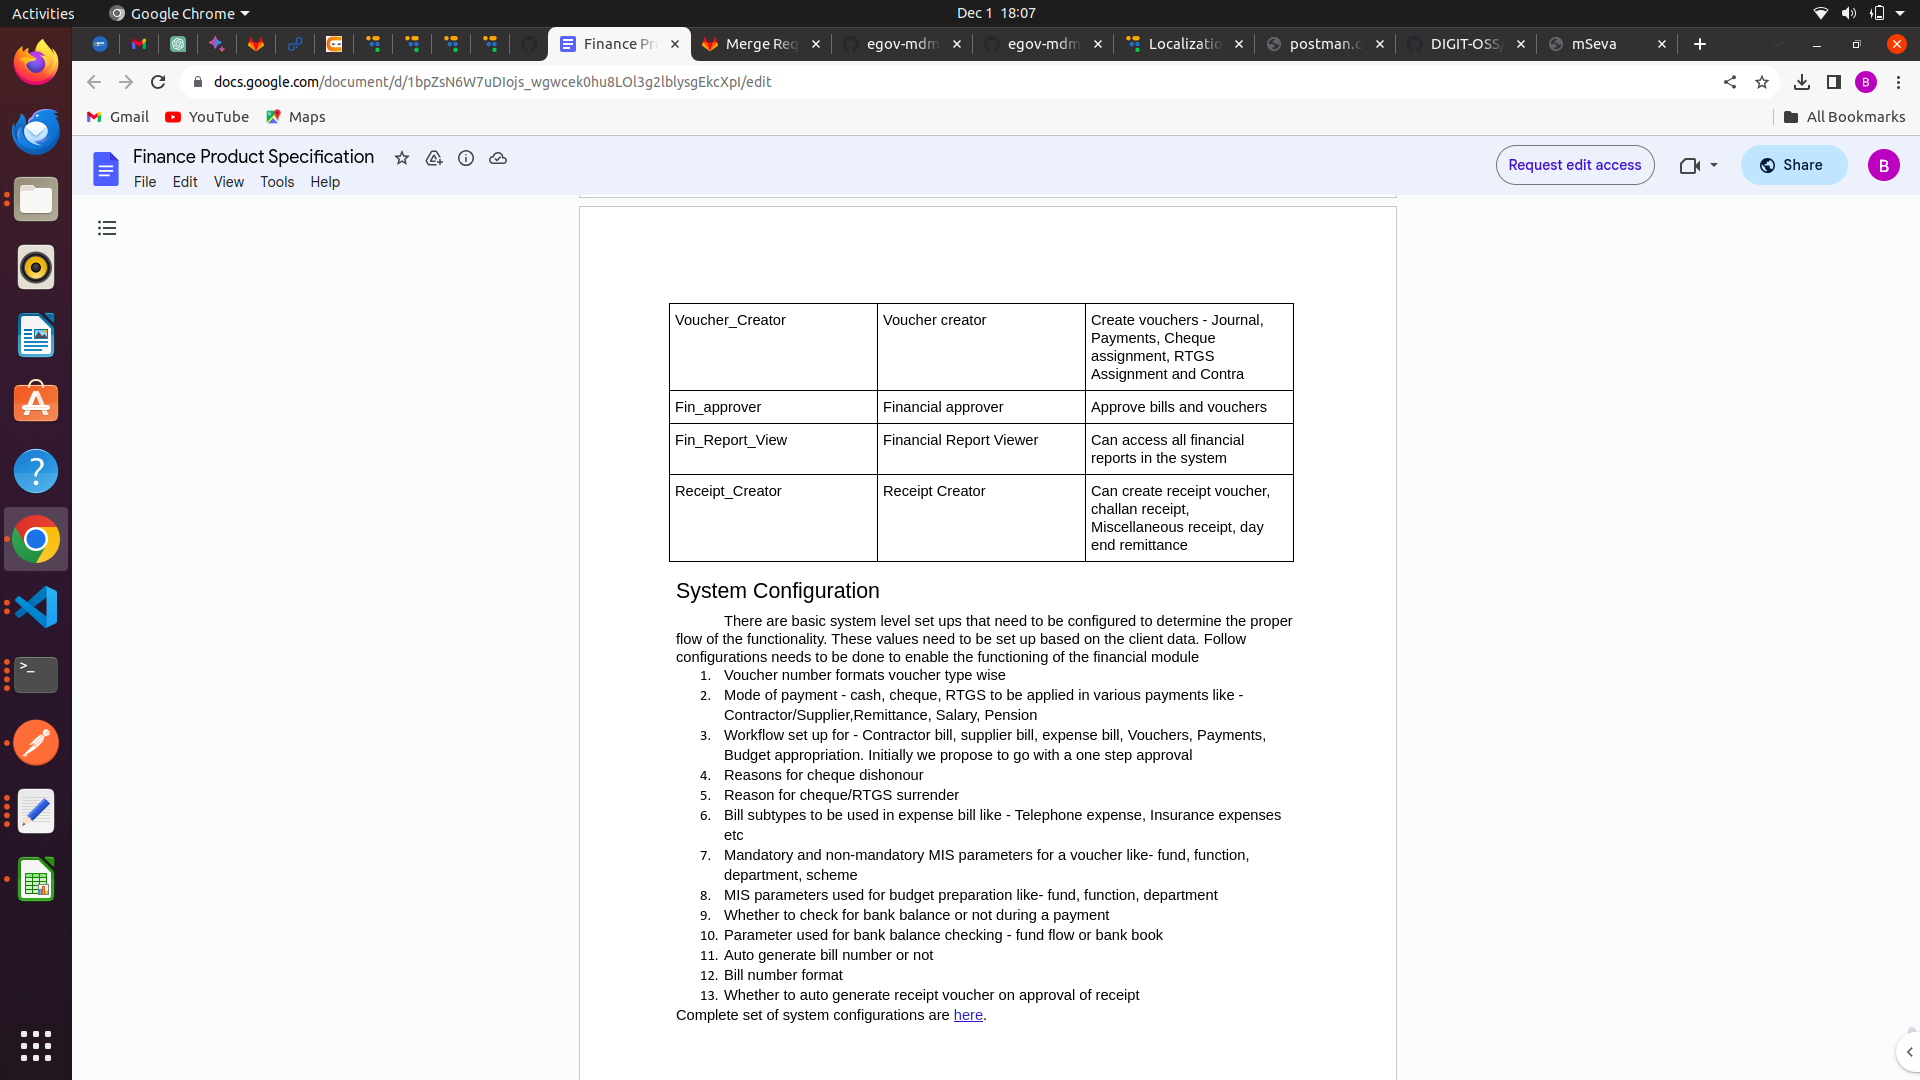 Activities
Google Chrome
Dec 1 18:07
Finance Pr
Merge Req
egov-mdm
egov-mdm
Localizatio
postman.c
DIGIT-OSS/
mSeva
docs.google.com/document/d/1bpZsN6W7uDIojs_wgwcek0hu8LOl3g2lblysgEkcXpI/edit
B
Gmail
YouTube
Maps
All Bookmarks
Finance Product Specification
File Edit View Tools Help
Request edit access
Share
B
Voucher_Creator
Voucher creator
Create vouchers - Journal,
Payments, Cheque
assignment, RTGS
Assignment and Contra
Fin_approver
Financial approver
Approve bills and vouchers
Fin_Report_View
Financial Report Viewer
Can access all financial
reports in the system
Receipt_Creator
Receipt Creator
Can create receipt voucher,
challan receipt,
Miscellaneous receipt, day
end remittance
System Configuration
There are basic system level set ups that need to be configured to determine the proper
flow of the functionality. These values need to be set up based on the client data. Follow
configurations needs to be done to enable the functioning of the financial module
1. Voucher number formats voucher type wise
2. Mode of payment - cash, cheque, RTGS to be applied in various payments like -
Contractor/Supplier,Remittance, Salary, Pension
3. Workflow set up for - Contractor bill, supplier bill, expense bill, Vouchers, Payments,
Budget appropriation. Initially we propose to go with a one step approval
4. Reasons for cheque dishonour
5. Reason for cheque/RTGS surrender
6. Bill subtypes to be used in expense bill like - Telephone expense, Insurance expenses
etc
7. Mandatory and non-mandatory MIS parameters for a voucher like- fund, function,
department, scheme
8. MIS parameters used for budget preparation like- fund, function, department
9. Whether to check for bank balance or not during a payment
10. Parameter used for bank balance checking - fund flow or bank book
11. Auto generate bill number or not
12. Bill number format
13. Whether to auto generate receipt voucher on approval of receipt
Complete set of system configurations are here.